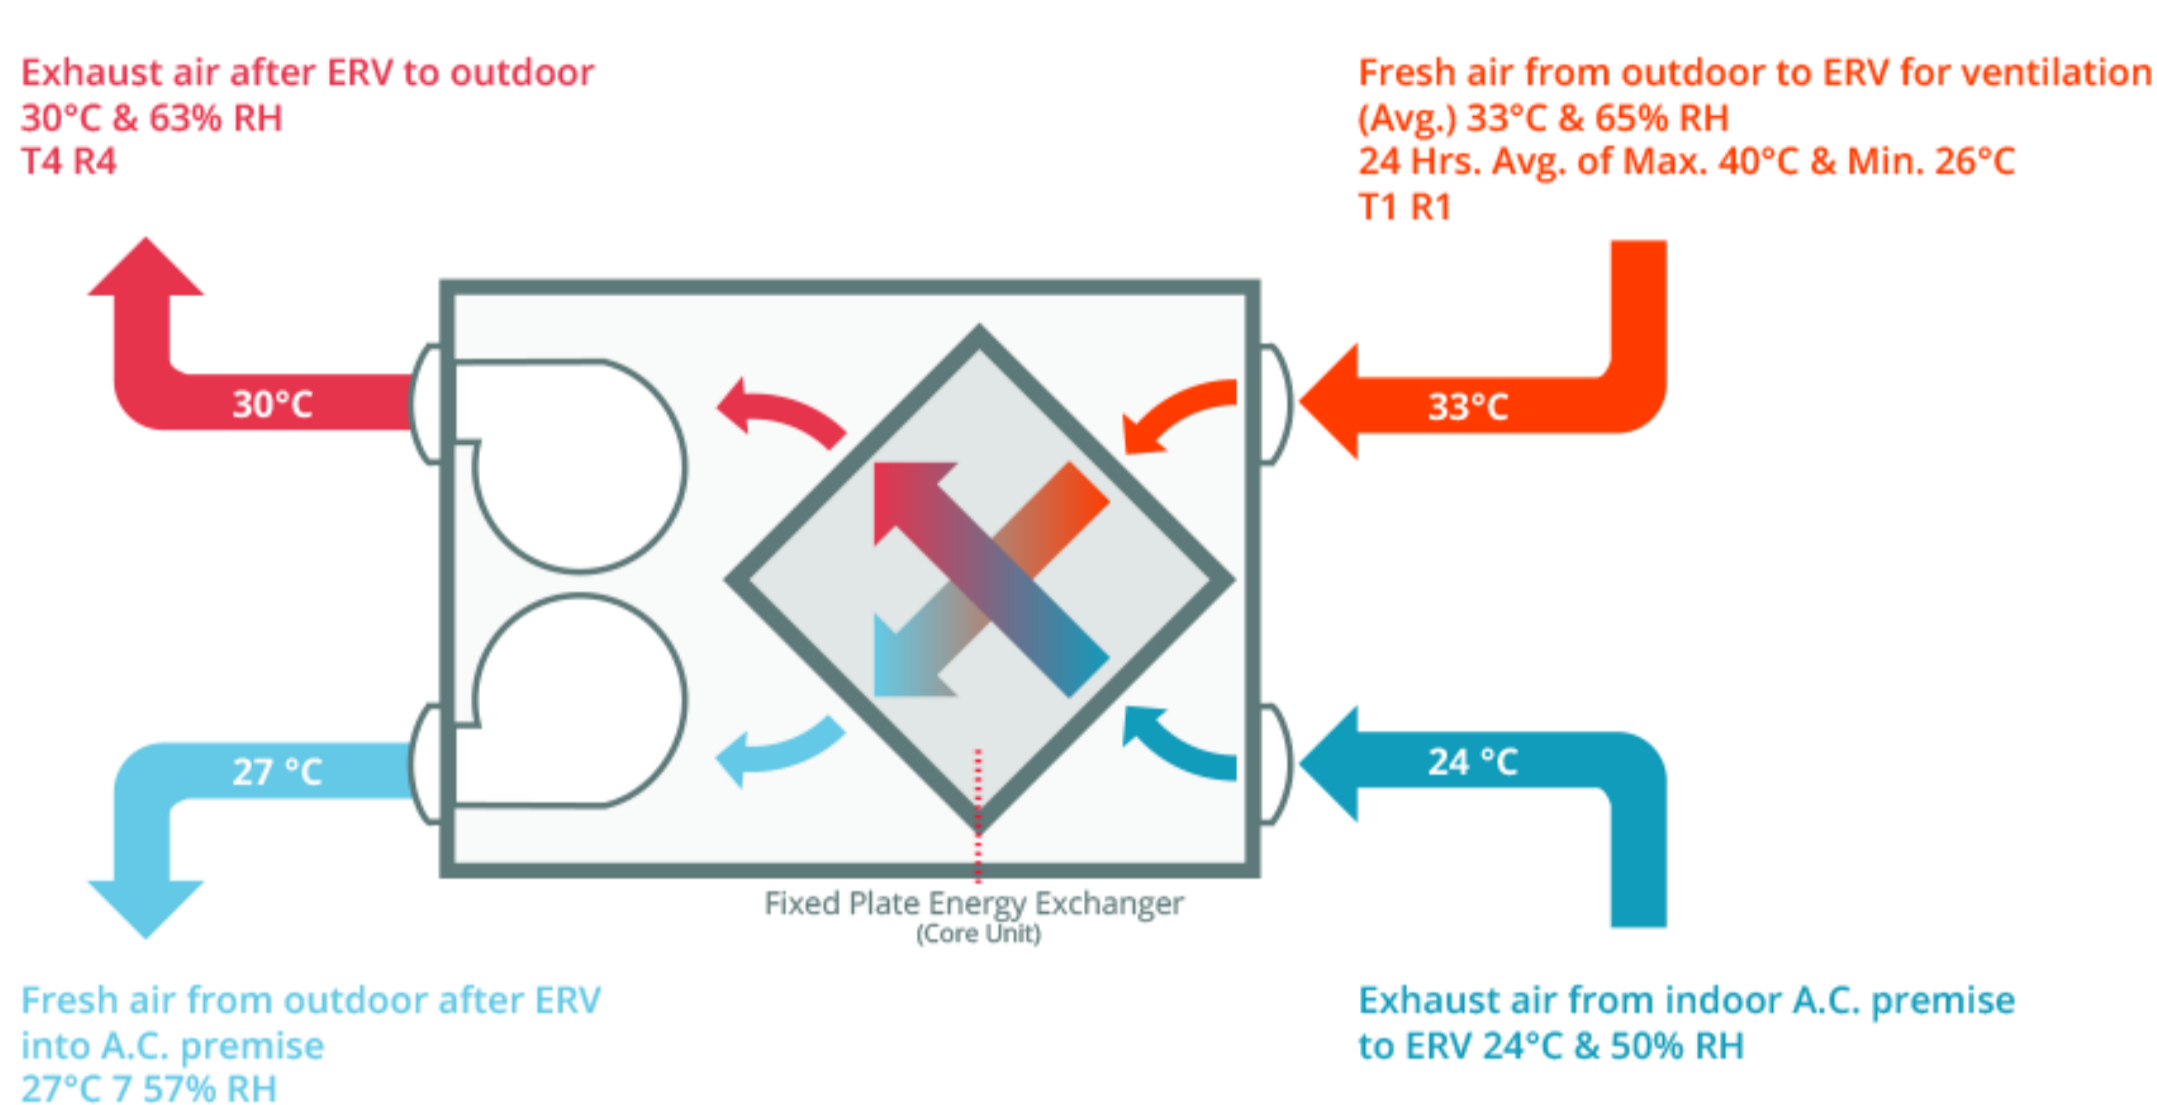 Exhaust air after ERV to outdoor
30°C & 63% RH
T4 R4
Fresh air from outdoor to ERV for ventilation
(Avg.) 33°C & 65% RH
24 Hrs. Avg. of Max. 40°C & Min. 26°C
T1 R1
30°C
33°C
27 °C
24 °C
Fixed Plate Energy Exchanger
(Core Unit)
Fresh air from outdoor after ERV
into A.C. premise
27°C 7 57% RH
Exhaust air from indoor A.C. premise
to ERV 24°C & 50% RH